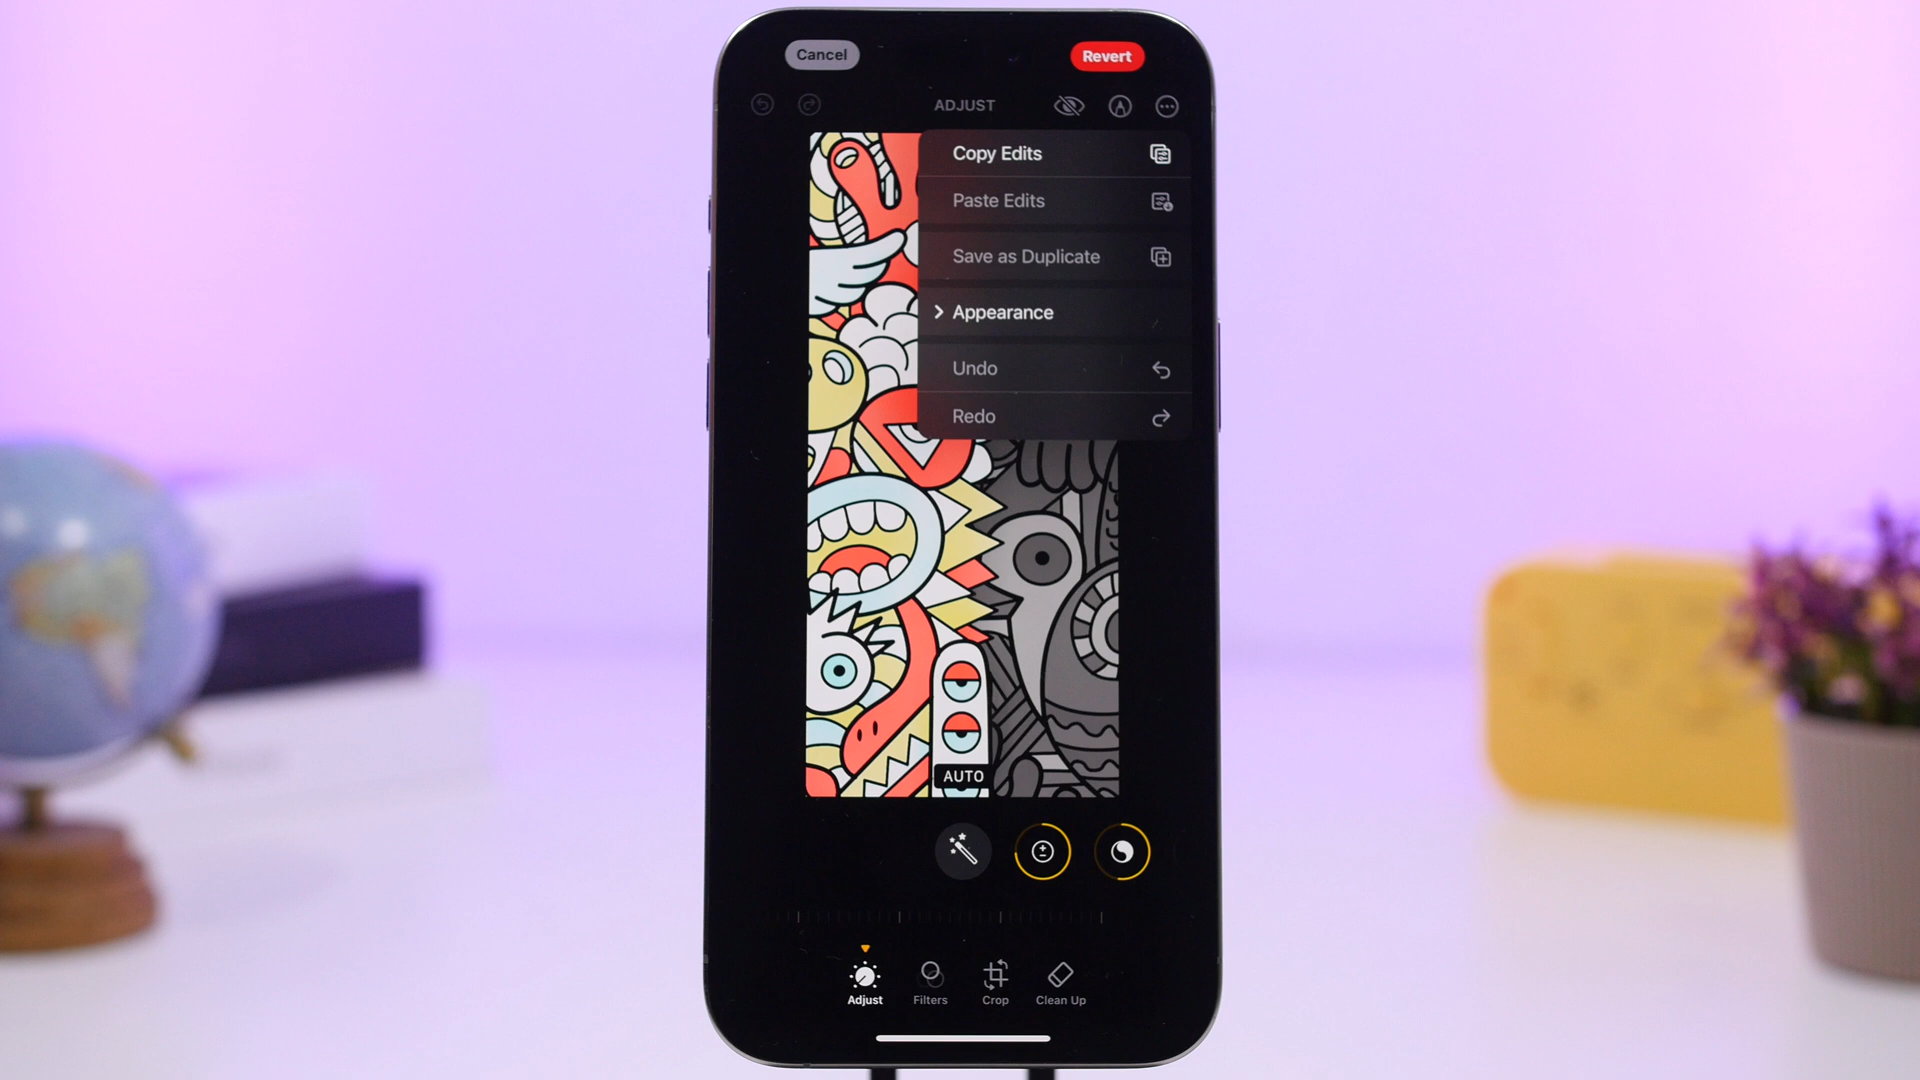 Cancel
Revert
ADJUST
Copy Edits
Paste Edits
Save as Duplicate
Appearance
Undo
Redo
AUTO
Adjust
Filters
Crop
Clean Up